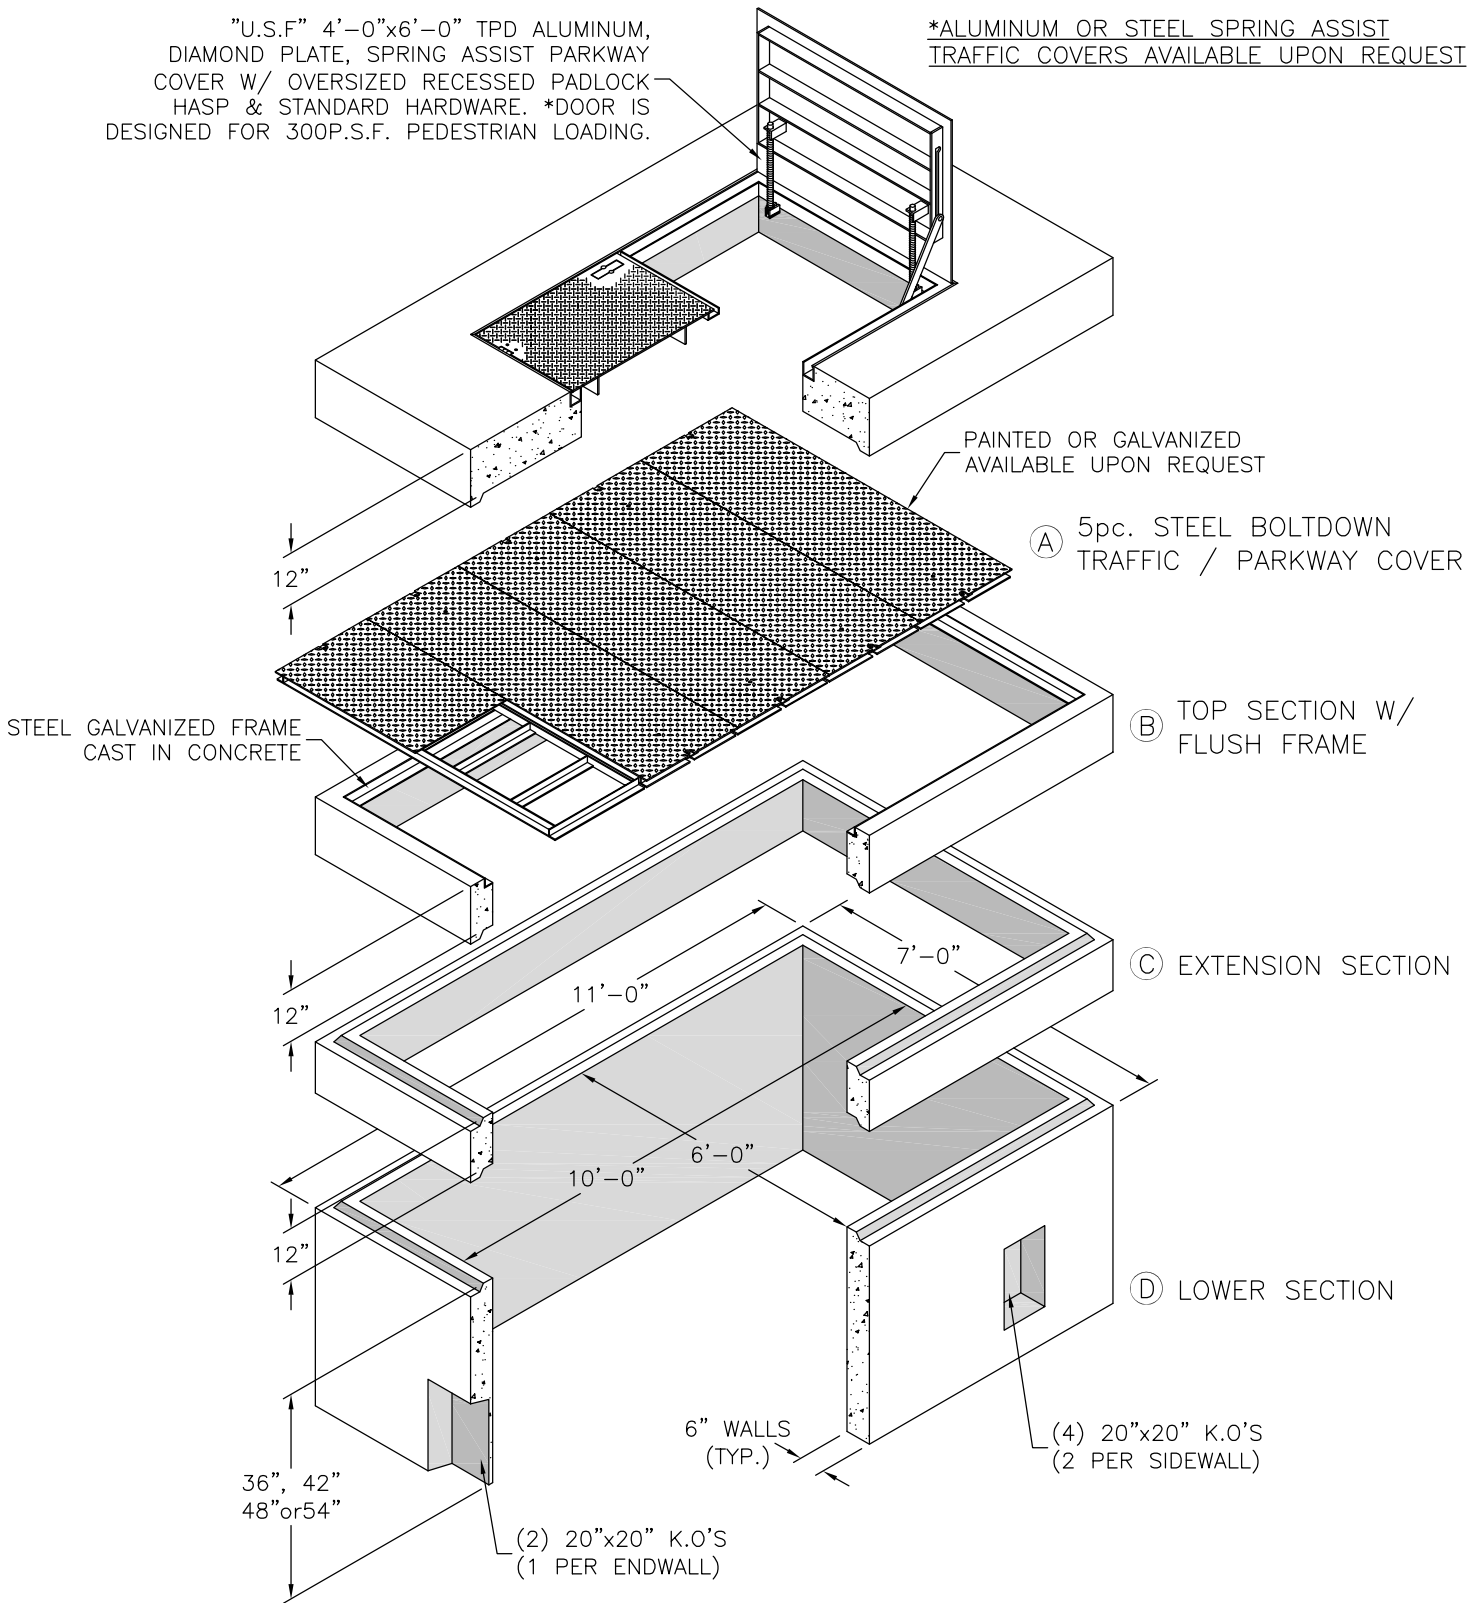 "U.S.F" 4'-0"x6'-0" TPD ALUMINUM,
DIAMOND PLATE, SPRING ASSIST PARKWAY
COVER W/ OVERSIZED RECESSED PADLOCK
HASP & STANDARD HARDWARE. *DOOR IS
DESIGNED FOR 300P.S.F. PEDESTRIAN LOADING.
*ALUMINUM OR STEEL SPRING ASSIST
TRAFFIC COVERS AVAILABLE UPON REQUEST
PAINTED OR GALVANIZED
AVAILABLE UPON REQUEST
A 5pc. STEEL BOLTDOWN
TRAFFIC / PARKWAY COVER
12"
STEEL GALVANIZED FRAME
CAST IN CONCRETE
B TOP SECTION W/
FLUSH FRAME
7'-0"
C EXTENSION SECTION
11'-0"
12"
6'-0"
10'-0"
12"
D LOWER SECTION
6" WALLS
(TYP.)
(4) 20"x20" K.O'S
(2 PER SIDEWALL)
36", 42"
48"or54"
(2) 20"x20" K.O'S
(1 PER ENDWALL)